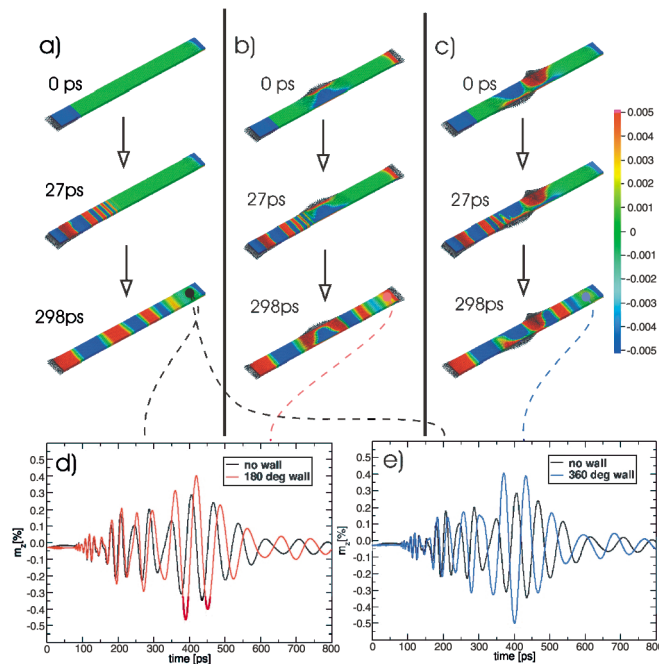 a)
b)
c)
0 ps
0 ps
0 ps
27ps
27ps
27ps
298ps
298ps
298ps
0.005
0.004
0.003
0.002
0.001
0
-0.001
-0.002
-0.003
-0.004
-0.005
d)
no wall
180 deg wall
0.5
0.4
0.3
0.2
0.1
0.0
-0.1
-0.2
-0.3
-0.4
-0.5
mz[%]
0 100 200 300 400 500 600 700 800
time [ps]
e)
no wall
360 deg wall
0.5
0.4
0.3
0.2
0.1
0.0
-0.1
-0.2
-0.3
-0.4
-0.5
mz[%]
0 100 200 300 400 500 600 700 800
time [ps]